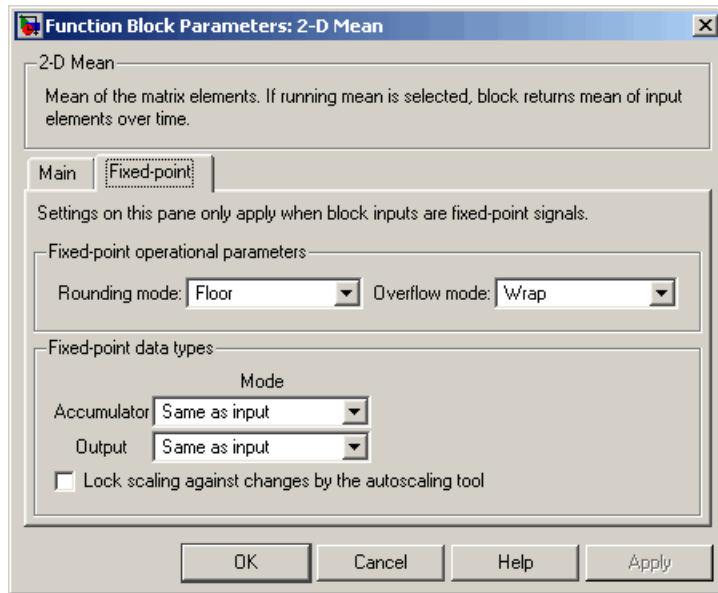 Function Block Parameters: 2-D Mean
2-D Mean
Mean of the matrix elements. If running mean is selected, block returns mean of input
elements over time.
Main Fixed-point
Settings on this pane only apply when block inputs are fixed-point signals.
Fixed-point operational parameters
Rounding mode: Floor Overflow mode: Wrap
Fixed-point data types
Mode
Accumulator Same as input
Output Same as input
Lock scaling against changes by the autoscaling tool
OK Cancel Help Apply